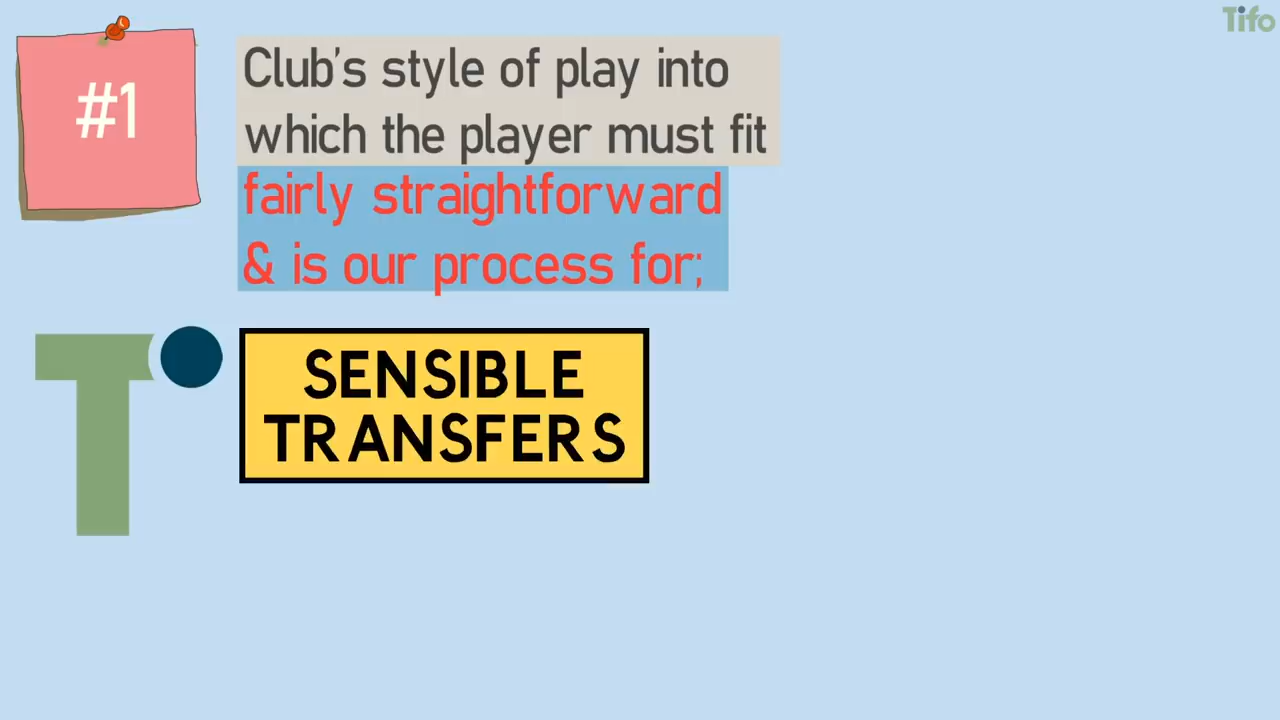 Tifo
#1
Club's style of play into
which the player must fit
fairly straightforward
& is our process for;
T
SENSIBLE
TRANSFERS